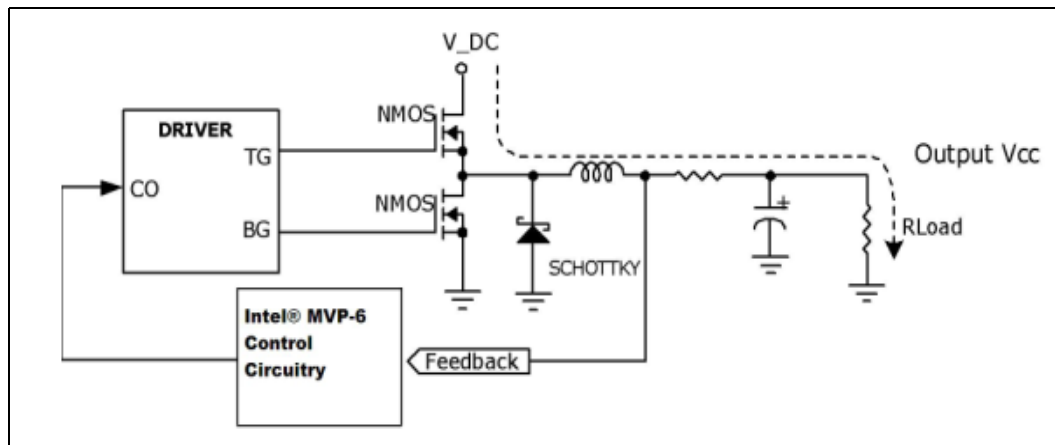 V_DC
NMOS
DRIVER
TG
Output Vcc
CO
NMOS
BG
RLoad
SCHOTTKY
Intel® MVP-6
Control
Circuitry
Feedback
+